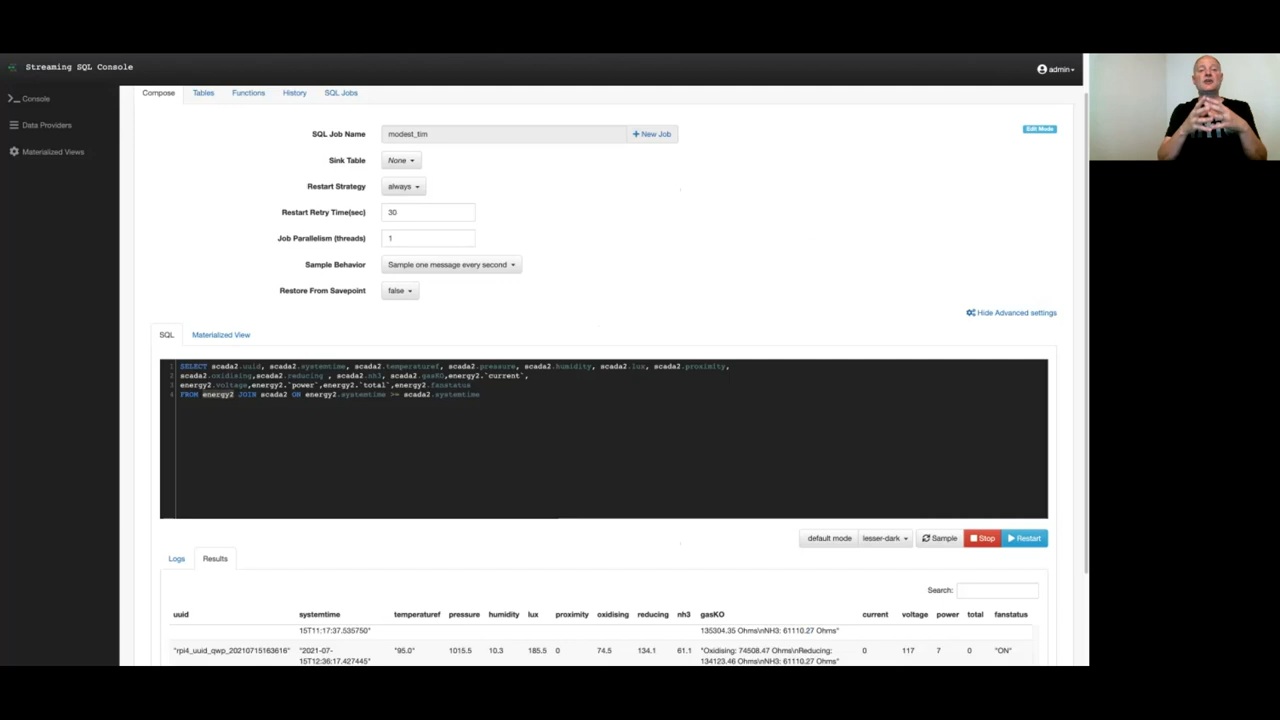 Streaming SQL Console
admin
Console
Data Providers
Materialized Views
Compose Tables Functions History SQL Jobs
SQL Job Name modest_tim + New Job
Edit Mode
Sink Table None
Restart Strategy always
Restart Retry Time(sec) 30
Job Parallelism (threads) 1
Sample Behavior Sample one message every second
Restore From Savepoint false
Hide Advanced settings
SQL Materialized View
1 SELECT scada2.uuid, scada2.systemtime, scada2.temperaturef, scada2.pressure, scada2.humidity, scada2.lux, scada2.proximity,
2 scada2.oxidising,scada2.reducing , scada2.nh3, scada2.gasKO,energy2.`current`,
3 energy2.voltage,energy2.`power`,energy2.`total`,energy2.fanstatus
4 FROM energy2 JOIN scada2 ON energy2.systemtime >= scada2.systemtime
default mode lesser-dark Sample Stop Restart
Logs Results
Search:
uuid systemtime temperaturef pressure humidity lux proximity oxidising reducing nh3 gasKO current voltage power total fanstatus
15T11:17:37.535750" 135304.35 Ohms\nNH3: 61110.27 Ohms"
"rpi4_uuid_qwp_20210715163616" "2021-07- "95.0" 1015.5 10.3 185.5 0 74.5 134.1 61.1 "Oxidising: 74508.47 Ohms\nReducing: 0 117 7 0 "ON"
15T12:36:17.427445" 134123.46 Ohms\nNH3: 61110.27 Ohms"